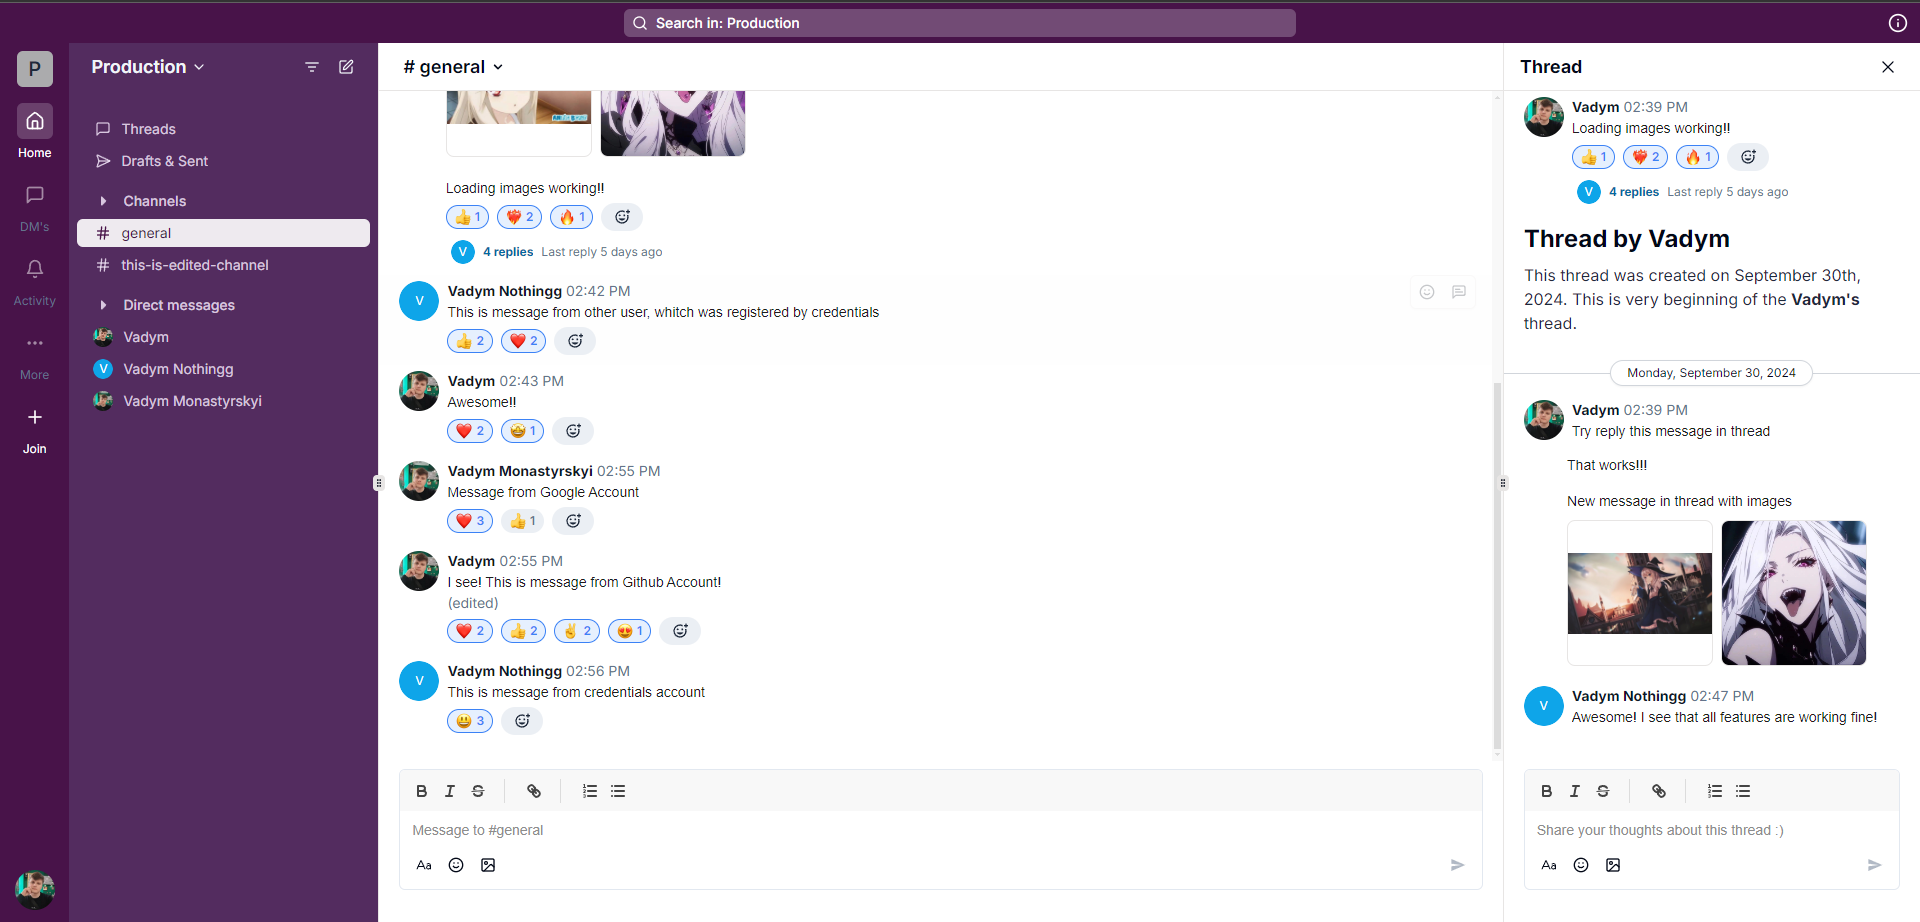 Search in: Production
P
Home
DM's
Activity
More
Join
Production
Threads
Drafts & Sent
Channels
# general
# this-is-edited-channel
Direct messages
Vadym
V Vadym Nothingg
Vadym Monastyrskyi
# general
Loading images working!!
👍 1 ❤️‍🔥 2 🔥 1
V 4 replies Last reply 5 days ago
V
Vadym Nothingg 02:42 PM
This is message from other user, whitch was registered by credentials
👍 2 ❤️ 2
Vadym 02:43 PM
Awesome!!
❤️ 2 🤩 1
Vadym Monastyrskyi 02:55 PM
Message from Google Account
❤️ 3 👍 1
Vadym 02:55 PM
I see! This is message from Github Account!
(edited)
❤️ 2 👍 2 ✌️ 2 😍 1
V
Vadym Nothingg 02:56 PM
This is message from credentials account
😃 3
B I S
Message to #general
Aa
Thread
Vadym 02:39 PM
Loading images working!!
👍 1 ❤️‍🔥 2 🔥 1
V 4 replies Last reply 5 days ago
Thread by Vadym
This thread was created on September 30th,
2024. This is very beginning of the Vadym's
thread.
Monday, September 30, 2024
Vadym 02:39 PM
Try reply this message in thread
That works!!!
New message in thread with images
V
Vadym Nothingg 02:47 PM
Awesome! I see that all features are working fine!
B I S
Share your thoughts about this thread :)
Aa